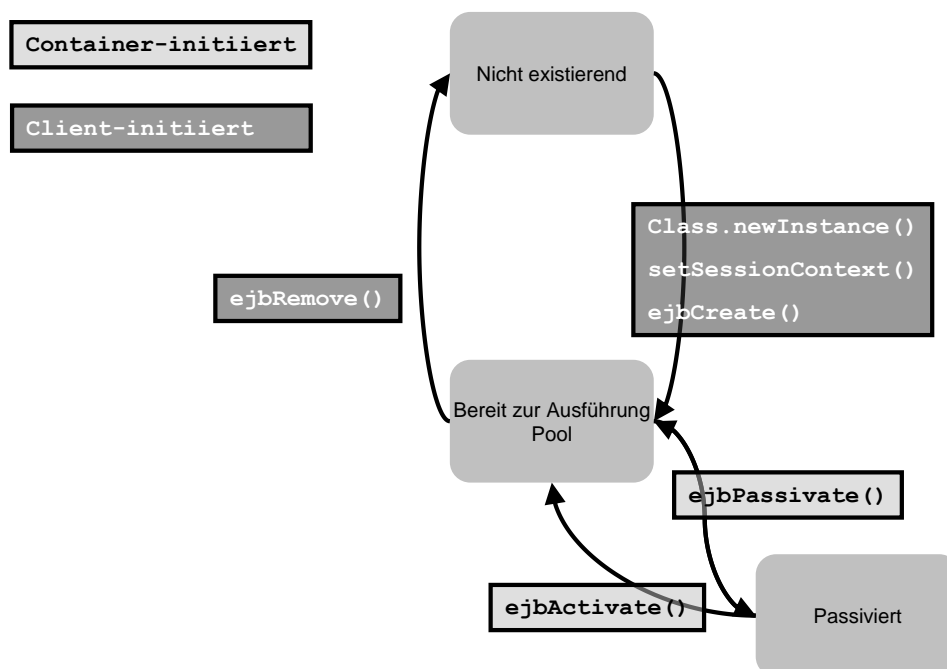 Container-initiiert
Nicht existierend
Client-initiiert
Class.newInstance()
setSessionContext()
ejbCreate()
ejbRemove()
Bereit zur Ausführung
Pool
ejbPassivate()
ejbActivate()
Passiviert